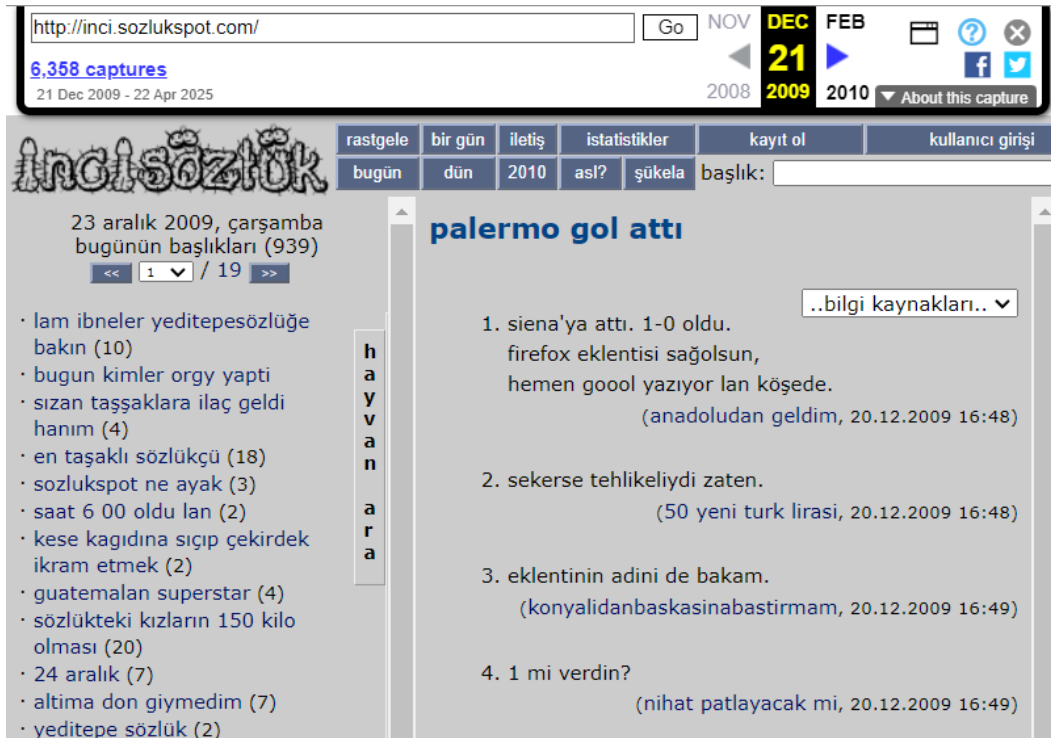 http://inci.sozlukspot.com/
Go
NOV DEC FEB
21
2008 2009 2010
6,358 captures
21 Dec 2009 - 22 Apr 2025
▼ About this capture
incisözlük
rastgele bir gün iletiş istatistikler kayıt ol kullanıcı girişi
bugün dün 2010 asl? şükela başlık:
23 aralık 2009, çarşamba
bugünün başlıkları (939)
<< 1 / 19 >>
· lam ibneler yeditepesözlüğe
bakın (10)
· bugun kimler orgy yapti
· sızan taşşaklara ilaç geldi
hanım (4)
· en taşaklı sözlükçü (18)
· sozlukspot ne ayak (3)
· saat 6 00 oldu lan (2)
· kese kagıdına sıçıp çekirdek
ikram etmek (2)
· guatemalan superstar (4)
· sözlükteki kızların 150 kilo
olması (20)
· 24 aralık (7)
· altima don giymedim (7)
· yeditepe sözlük (2)
hayvan ara
palermo gol attı
..bilgi kaynakları..
1. siena'ya attı. 1-0 oldu.
firefox eklentisi sağolsun,
hemen goool yazıyor lan köşede.
(anadoludan geldim, 20.12.2009 16:48)
2. sekerse tehlikeliydi zaten.
(50 yeni turk lirasi, 20.12.2009 16:48)
3. eklentinin adini de bakam.
(konyalidanbaskasinabastirmam, 20.12.2009 16:49)
4. 1 mi verdin?
(nihat patlayacak mi, 20.12.2009 16:49)